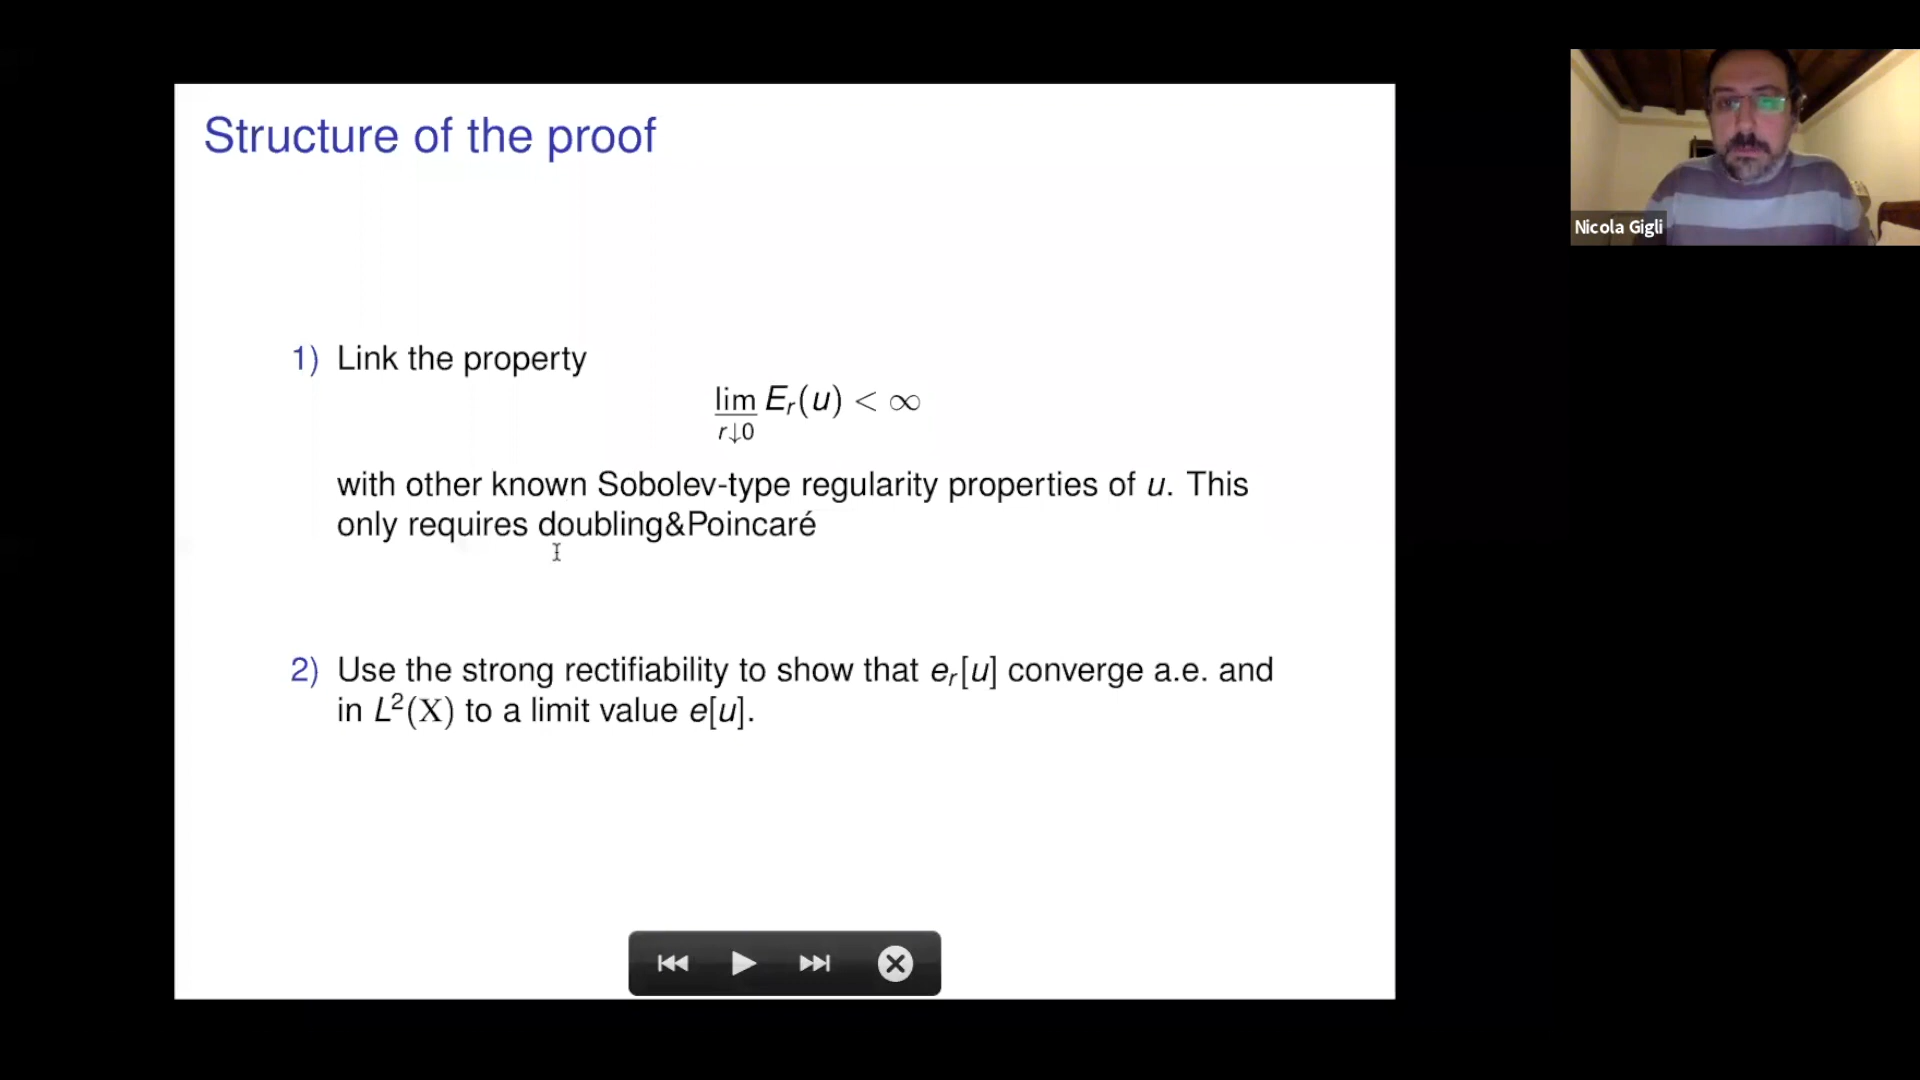 Structure of the proof
Nicola Gigli
1) Link the property
lim E_r(u) < ∞
r↓0
with other known Sobolev-type regularity properties of u. This
only requires doubling&Poincaré
2) Use the strong rectifiability to show that e_r[u] converge a.e. and
in L²(X) to a limit value e[u].